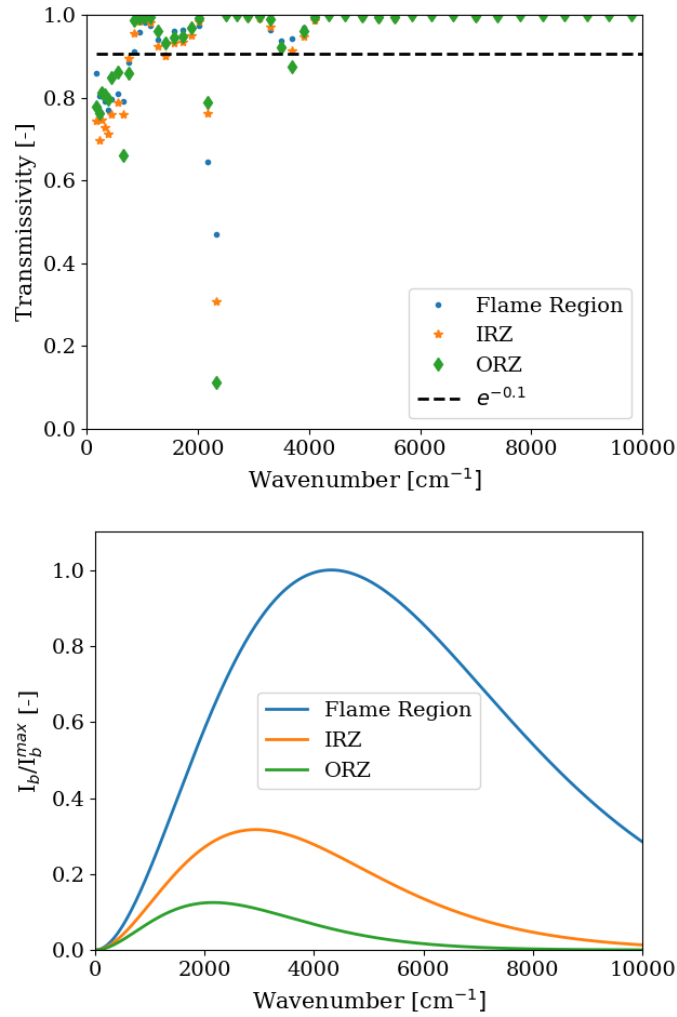 1.0
0.8
0.6
0.4
0.2
0.0
Transmissivity [-]
Flame Region
IRZ
ORZ
e^{-0.1}
0 2000 4000 6000 8000 10000
Wavenumber [cm⁻¹]
1.0
0.8
0.6
0.4
0.2
0.0
I_b/I_b^{max} [-]
Flame Region
IRZ
ORZ
0 2000 4000 6000 8000 10000
Wavenumber [cm⁻¹]